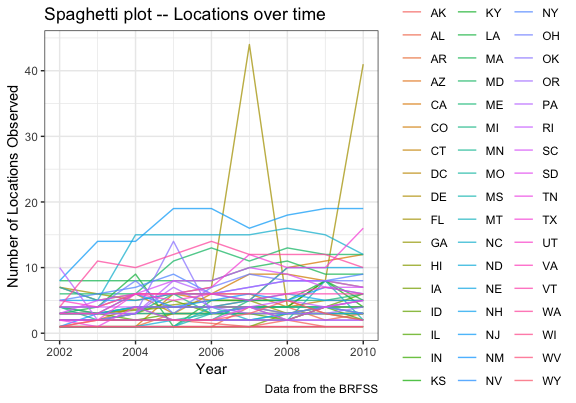 Spaghetti plot -- Locations over time
Number of Locations Observed
40
30
20
10
0
2002
2004
2006
2008
2010
Year
Data from the BRFSS
AK
AL
AR
AZ
CA
CO
CT
DC
DE
FL
GA
HI
IA
ID
IL
IN
KS
KY
LA
MA
MD
ME
MI
MN
MO
MS
MT
NC
ND
NE
NH
NJ
NM
NV
NY
OH
OK
OR
PA
RI
SC
SD
TN
TX
UT
VA
VT
WA
WI
WV
WY